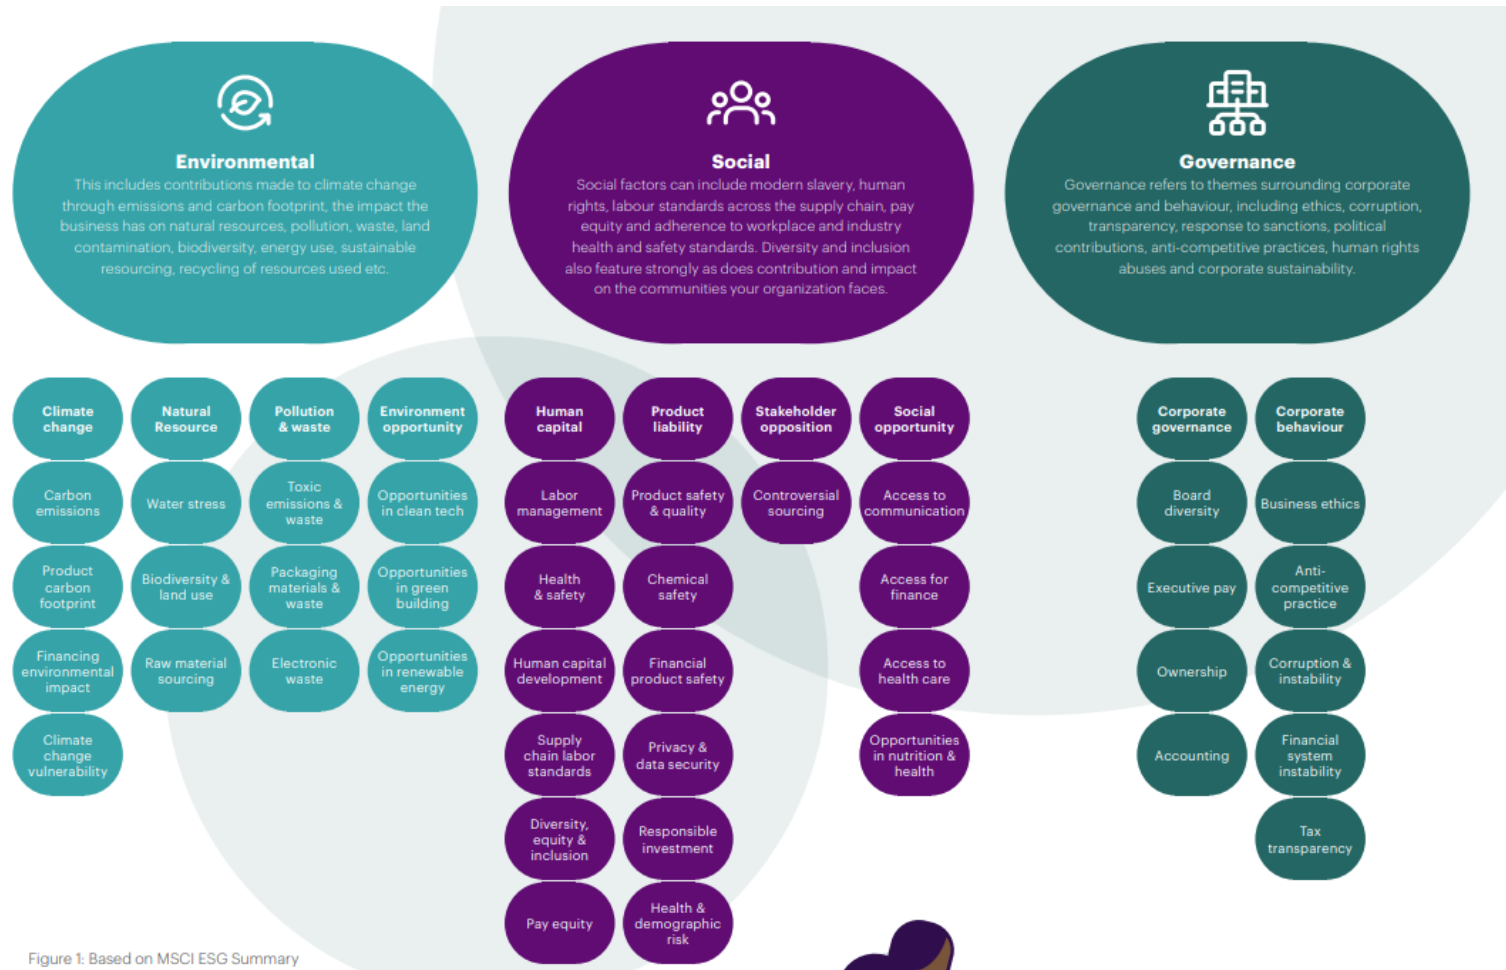 Environmental
This includes contributions made to climate change
through emissions and carbon footprint, the impact the
business has on natural resources, pollution, waste, land
contamination, biodiversity, energy use, sustainable
resourcing, recycling of resources used etc.
Social
Social factors can include modern slavery, human
rights, labour standards across the supply chain, pay
equity and adherence to workplace and industry
health and safety standards. Diversity and inclusion
also feature strongly as does contribution and impact
on the communities your organization faces.
Governance
Governance refers to themes surrounding corporate
governance and behaviour, including ethics, corruption,
transparency, response to sanctions, political
contributions, anti-competitive practices, human rights
abuses and corporate sustainability.
Climate
change
Carbon
emissions
Product
carbon
footprint
Financing
environmental
impact
Climate
change
vulnerability
Natural
Resource
Water stress
Biodiversity &
land use
Raw material
sourcing
Pollution
& waste
Toxic
emissions &
waste
Packaging
materials &
waste
Electronic
waste
Environment
opportunity
Opportunities
in clean tech
Opportunities
in green
building
Opportunities
in renewable
energy
Human
capital
Labor
management
Health
& safety
Human capital
development
Supply
chain labor
standards
Diversity,
equity &
inclusion
Pay equity
Product
liability
Product safety
& quality
Chemical
safety
Financial
product safety
Privacy &
data security
Responsible
investment
Health &
demographic
risk
Stakeholder
opposition
Controversial
sourcing
Social
opportunity
Access to
communication
Access for
finance
Access to
health care
Opportunities
in nutrition &
health
Corporate
governance
Board
diversity
Executive pay
Ownership
Accounting
Corporate
behaviour
Business ethics
Anti-
competitive
practice
Corruption &
instability
Financial
system
instability
Tax
transparency
Figure 1: Based on MSCI ESG Summary